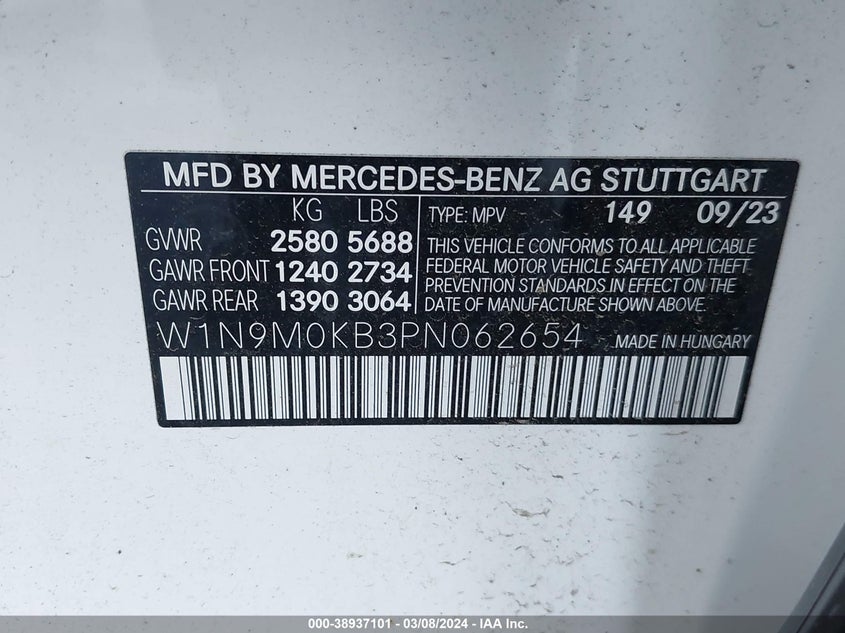 MFD BY MERCEDES-BENZ AG STUTTGART
KG LBS
GVWR 2580 5688
GAWR FRONT 1240 2734
GAWR REAR 1390 3064
TYPE: MPV 149 09/23
THIS VEHICLE CONFORMS TO ALL APPLICABLE
FEDERAL MOTOR VEHICLE SAFETY AND THEFT
PREVENTION STANDARDS IN EFFECT ON THE
DATE OF MANUFACTURE SHOWN ABOVE.
W1N9M0KB3PN062654 MADE IN HUNGARY
000-38937101 - 03/08/2024 - IAA Inc.